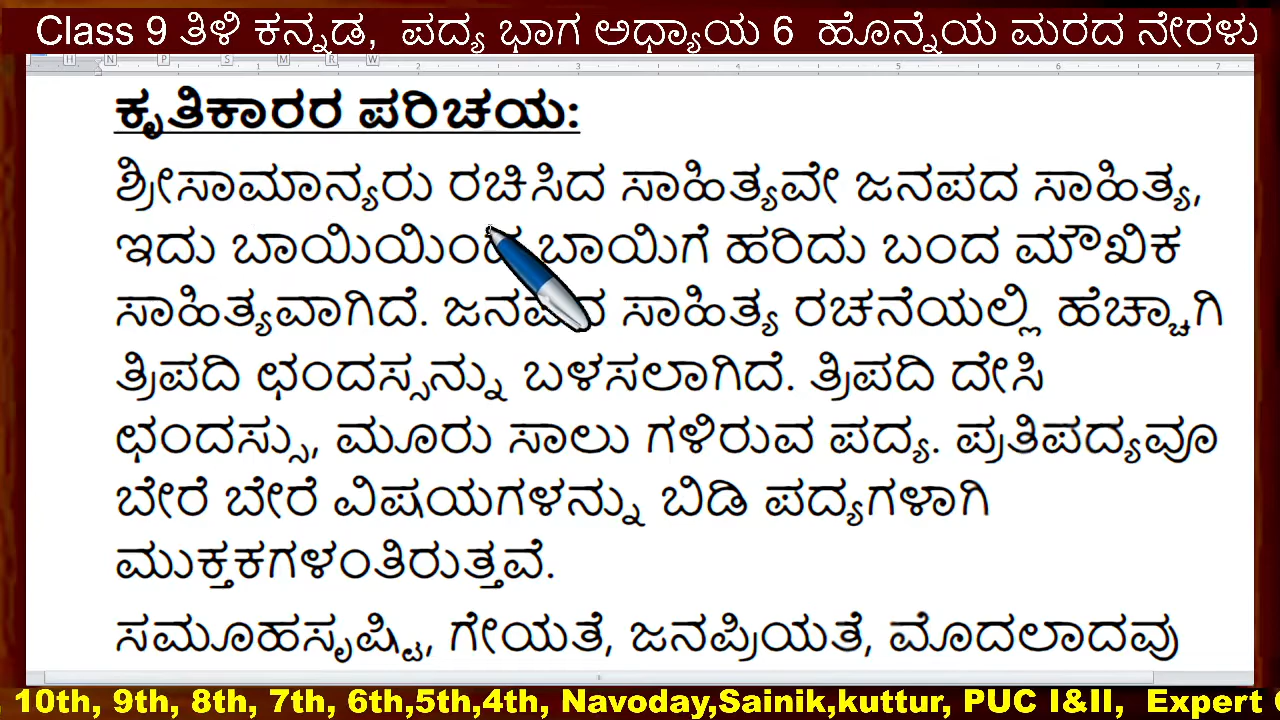 Class 9 ತಿಳಿ ಕನ್ನಡ, ಪದ್ಯ ಭಾಗ ಅಧ್ಯಾಯ 6 ಹೊನ್ನೆಯ ಮರದ ನೇರಳು
ಕೃತಿಕಾರರ ಪರಿಚಯ:
ಶ್ರೀಸಾಮಾನ್ಯರು ರಚಿಸಿದ ಸಾಹಿತ್ಯವೇ ಜನಪದ ಸಾಹಿತ್ಯ,
ಇದು ಬಾಯಿಯಿಂದ ಬಾಯಿಗೆ ಹರಿದು ಬಂದ ಮೌಖಿಕ
ಸಾಹಿತ್ಯವಾಗಿದೆ. ಜನಪದ ಸಾಹಿತ್ಯ ರಚನೆಯಲ್ಲಿ ಹೆಚ್ಚಾಗಿ
ತ್ರಿಪದಿ ಛಂದಸ್ಸನ್ನು ಬಳಸಲಾಗಿದೆ. ತ್ರಿಪದಿ ದೇಸಿ
ಛಂದಸ್ಸು, ಮೂರು ಸಾಲು ಗಳಿರುವ ಪದ್ಯ. ಪ್ರತಿಪದ್ಯವೂ
ಬೇರೆ ಬೇರೆ ವಿಷಯಗಳನ್ನು ಬಿಡಿ ಪದ್ಯಗಳಾಗಿ
ಮುಕ್ತಕಗಳಂತಿರುತ್ತವೆ.
ಸಮೂಹಸೃಷ್ಟಿ, ಗೇಯತೆ, ಜನಪ್ರಿಯತೆ, ಮೊದಲಾದವು
10th, 9th, 8th, 7th, 6th,5th,4th, Navoday,Sainik,kuttur, PUC I&II, Expert